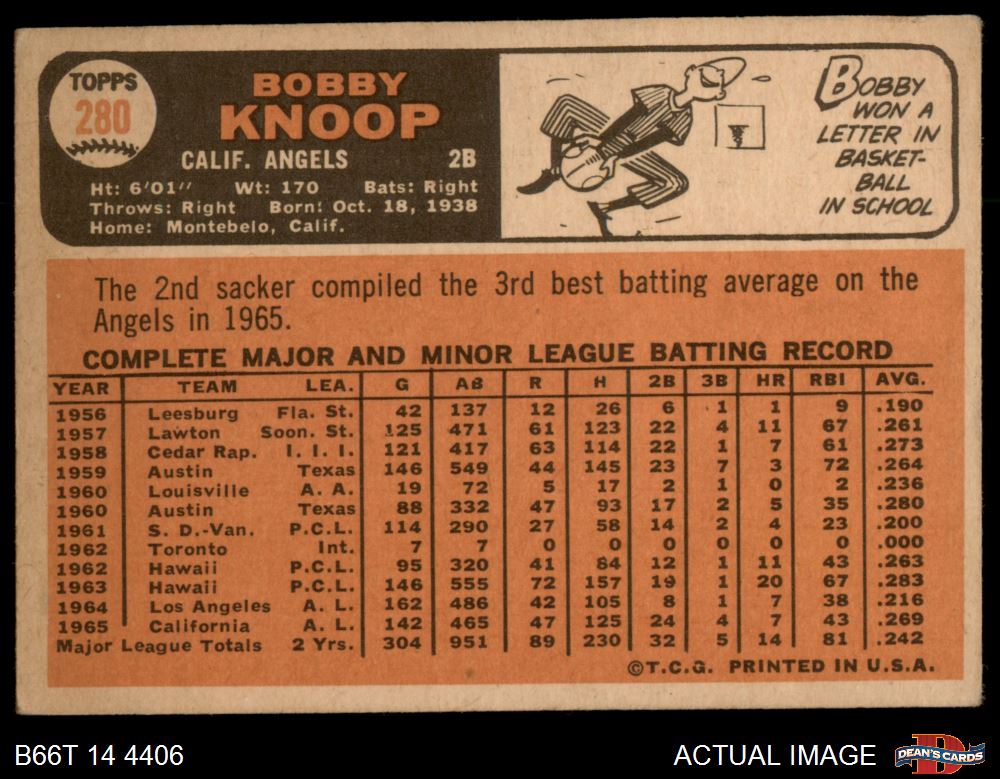 TOPPS
280
BOBBY
KNOOP
CALIF. ANGELS 2B
Ht: 6'01" Wt: 170 Bats: Right
Throws: Right Born: Oct. 18, 1938
Home: Montebelo, Calif.
BOBBY
WON A
LETTER IN
BASKET-
BALL
IN SCHOOL
The 2nd sacker compiled the 3rd best batting average on the
Angels in 1965.
COMPLETE MAJOR AND MINOR LEAGUE BATTING RECORD
YEAR TEAM LEA. G AB R H 2B 3B HR RBI AVG.
1956 Leesburg Fla. St. 42 137 12 26 6 1 1 9 .190
1957 Lawton Soon. St. 125 471 61 123 22 4 11 67 .261
1958 Cedar Rap. I. I. I. 121 417 63 114 22 1 7 61 .273
1959 Austin Texas 146 549 44 145 23 7 3 72 .264
1960 Louisville A. A. 19 72 5 17 2 1 0 2 .236
1960 Austin Texas 88 332 47 93 17 2 5 35 .280
1961 S. D.-Van. P.C.L. 114 290 27 58 14 2 4 23 .200
1962 Toronto Int. 7 7 0 0 0 0 0 0 .000
1962 Hawaii P.C.L. 95 320 41 84 12 1 11 43 .263
1963 Hawaii P.C.L. 146 555 72 157 19 1 20 67 .283
1964 Los Angeles A. L. 162 486 42 105 8 1 7 38 .216
1965 California A. L. 142 465 47 125 24 4 7 43 .269
Major League Totals 2 Yrs. 304 951 89 230 32 5 14 81 .242
©T.C.G. PRINTED IN U.S.A.
B66T 14 4406 ACTUAL IMAGE DEAN'S CARDS